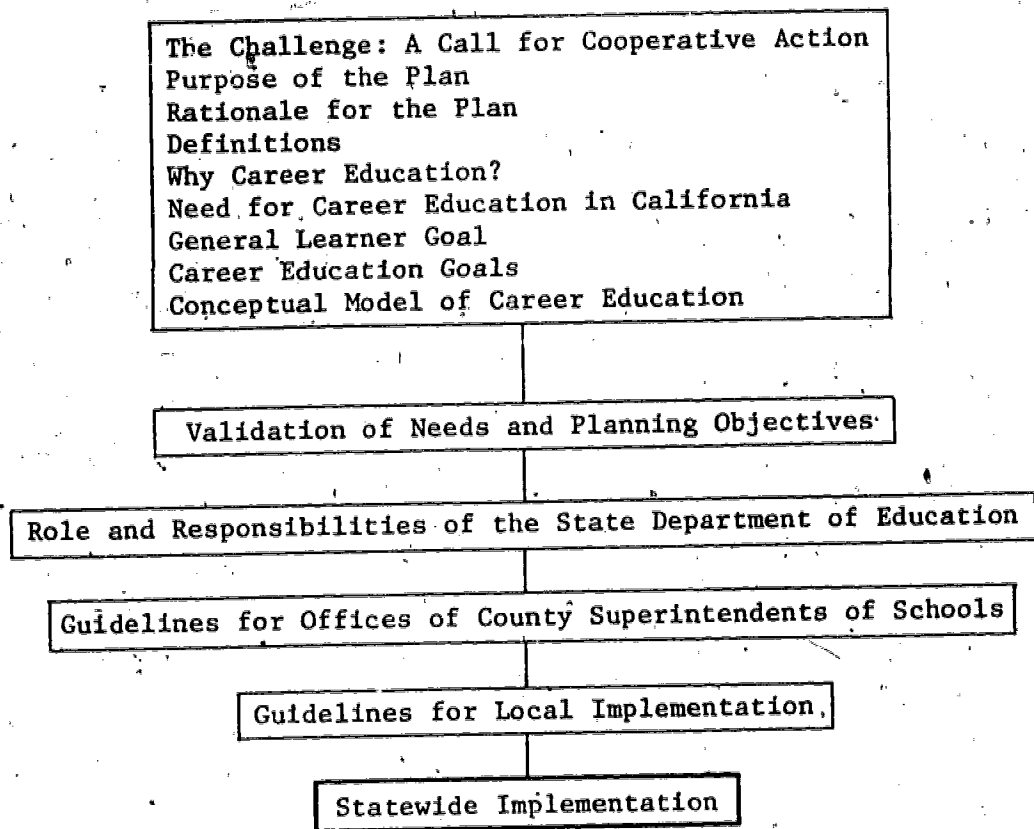 The Challenge: A Call for Cooperative Action
Purpose of the Plan
Rationale for the Plan
Definitions
Why Career Education?
Need for Career Education in California
General Learner Goal
Career Education Goals
Conceptual Model of Career Education
Validation of Needs and Planning Objectives
Role and Responsibilities of the State Department of Education
Guidelines for Offices of County Superintendents of Schools
Guidelines for Local Implementation
Statewide Implementation